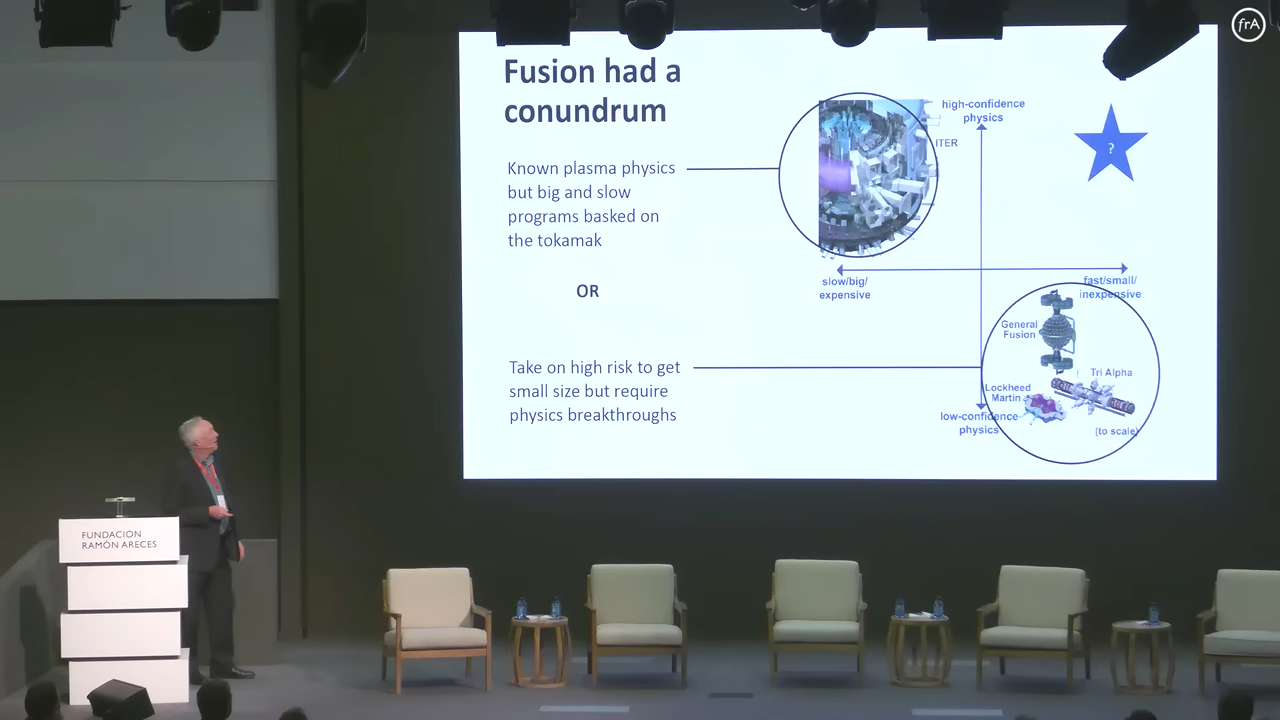 frA
Fusion had a
conundrum
Known plasma physics
but big and slow
programs basked on
the tokamak
OR
Take on high risk to get
small size but require
physics breakthroughs
high-confidence
physics
ITER
?
slow/big/
expensive
fast/small/
inexpensive
General
Fusion
Tri Alpha
Lockheed
Martin
low-confidence
physics
(to scale)
FUNDACIÓN
RAMÓN ARECES